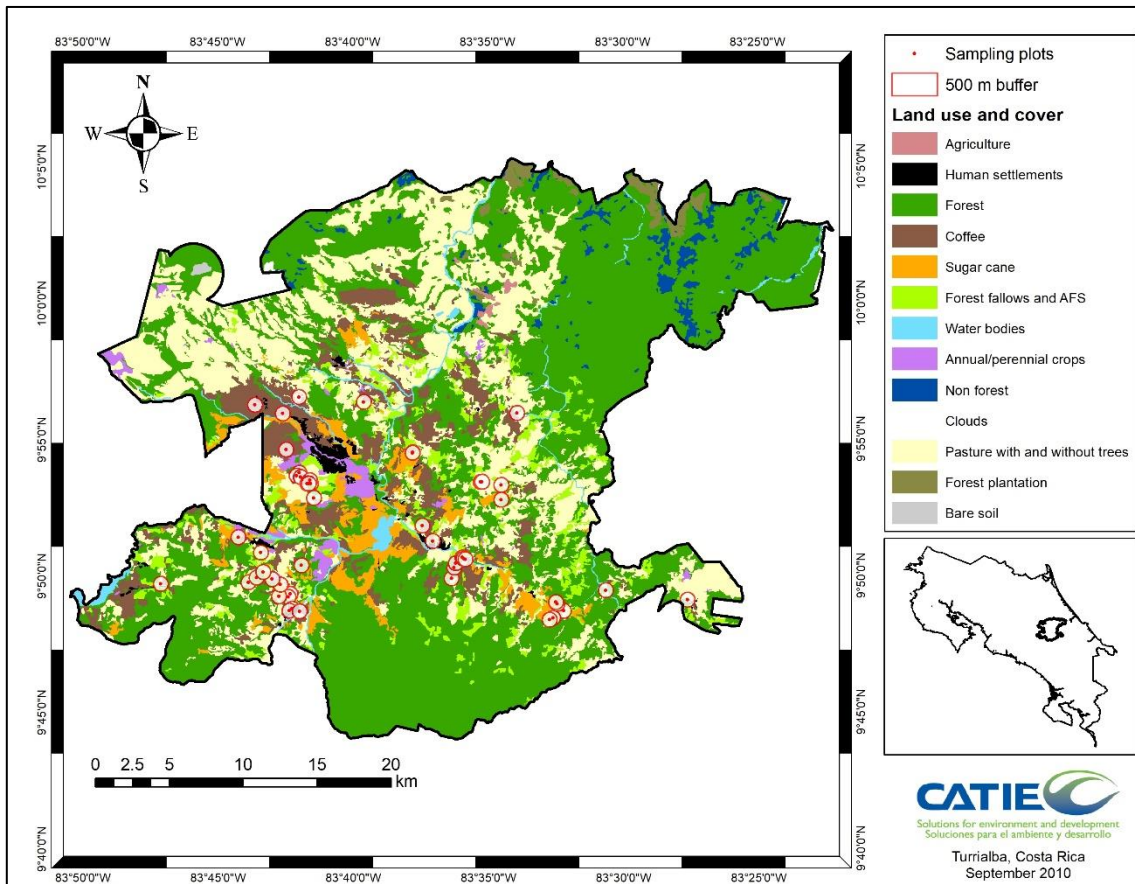 83°50'0"W 83°45'0"W 83°40'0"W 83°35'0"W 83°30'0"W 83°25'0"W
N
W E
S
10°5'0"N 10°5'0"N
10°0'0"N 10°0'0"N
9°55'0"N 9°55'0"N
9°50'0"N 9°50'0"N
9°45'0"N 9°45'0"N
9°40'0"N 9°40'0"N
0 2.5 5 10 15 20
km
83°50'0"W 83°45'0"W 83°40'0"W 83°35'0"W 83°30'0"W 83°25'0"W
Sampling plots
500 m buffer
Land use and cover
Agriculture
Human settlements
Forest
Coffee
Sugar cane
Forest fallows and AFS
Water bodies
Annual/perennial crops
Non forest
Clouds
Pasture with and without trees
Forest plantation
Bare soil
CATIE
Solutions for environment and development
Soluciones para el ambiente y desarrollo
Turrialba, Costa Rica
September 2010